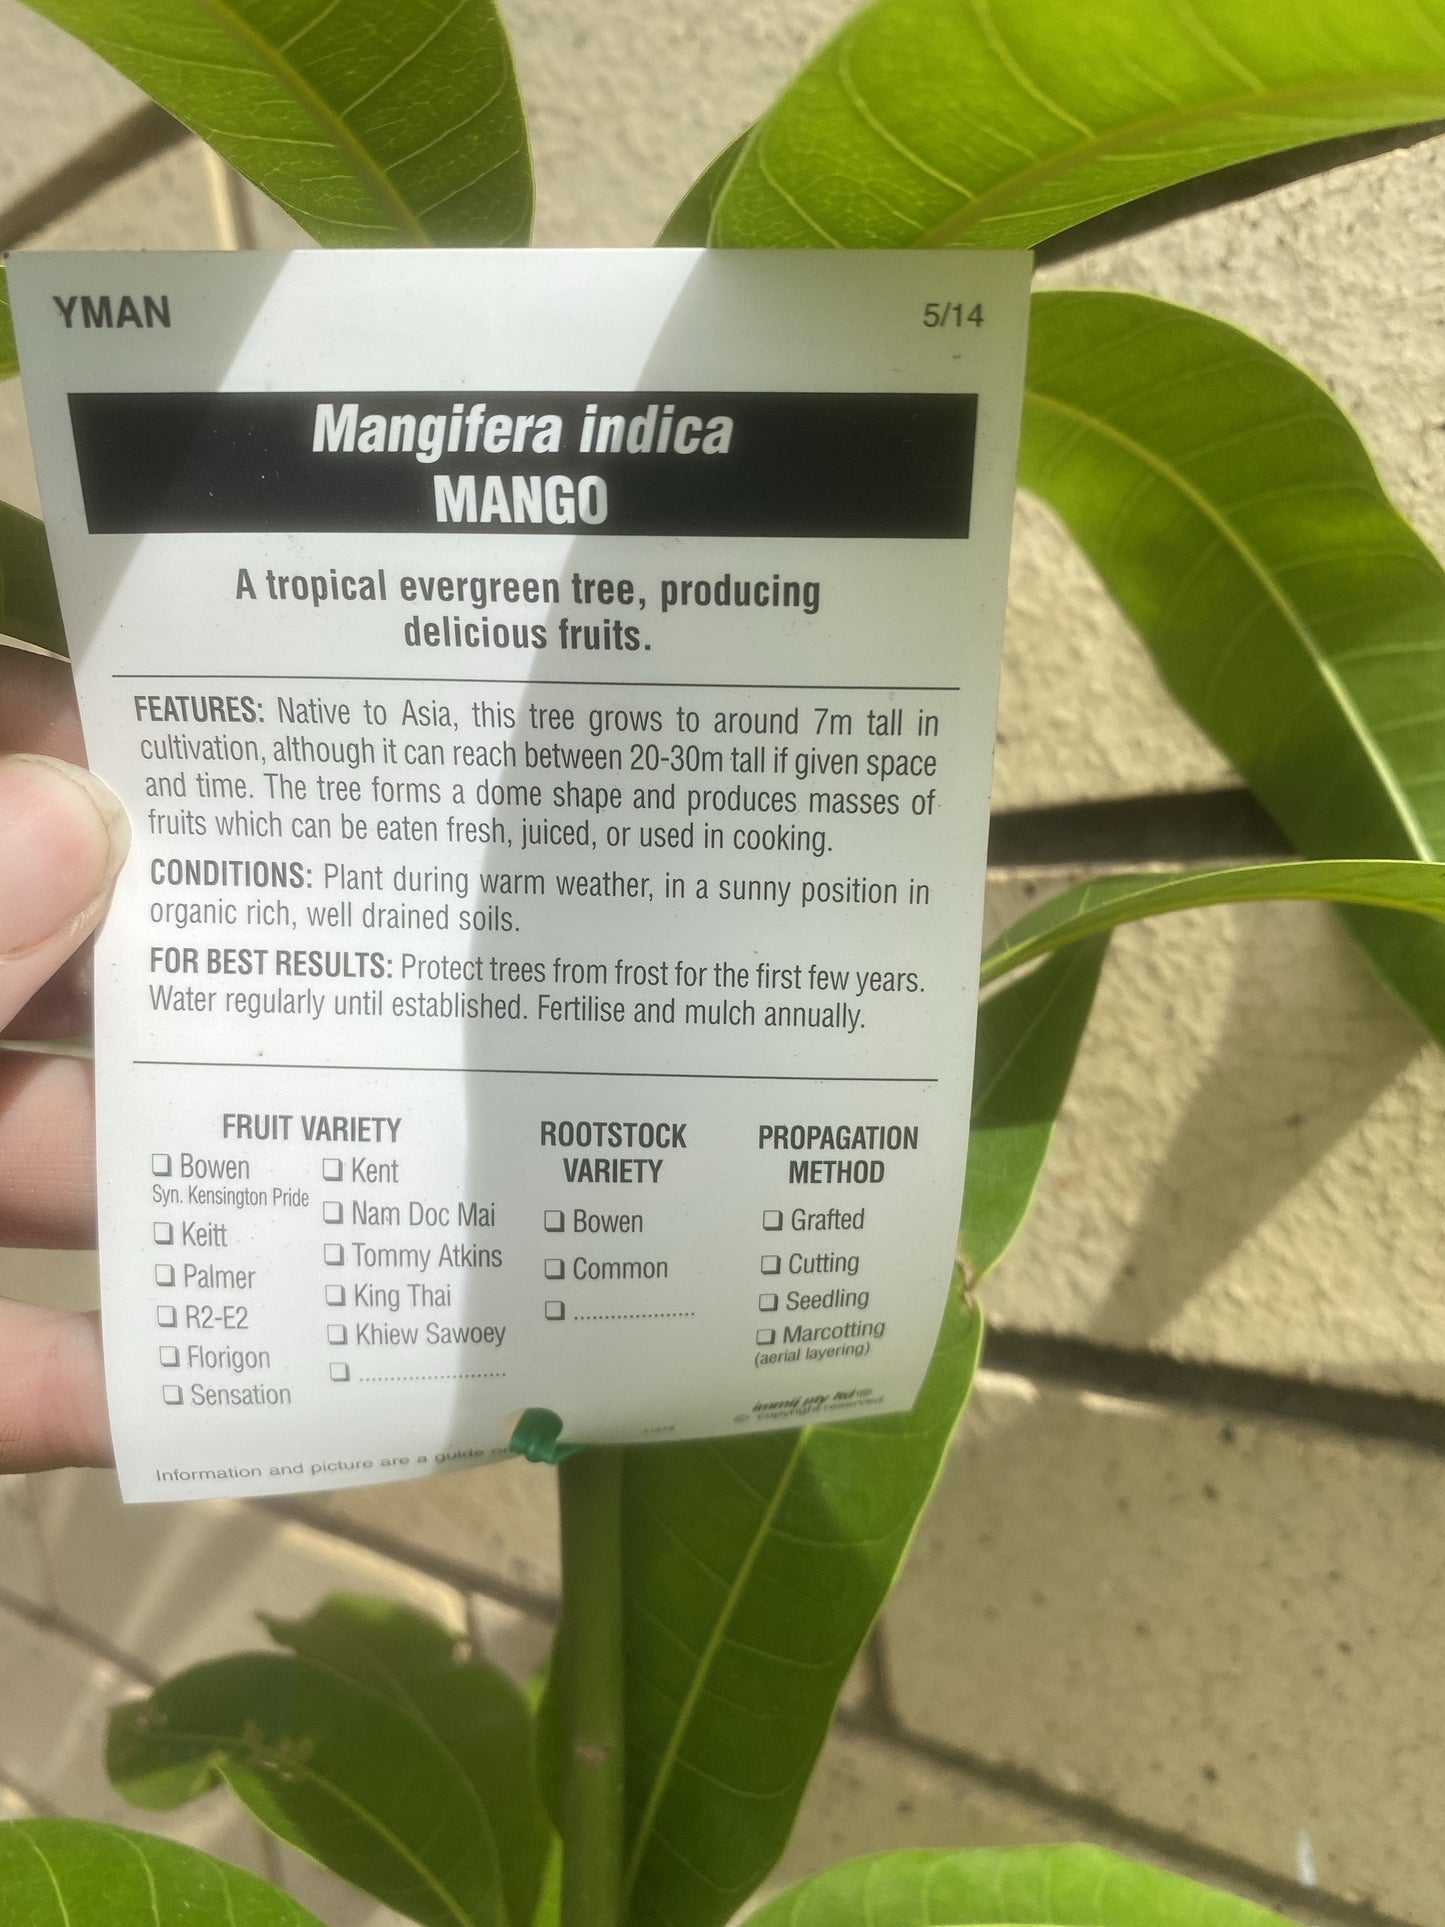 YMAN 5/14
Mangifera indica
MANGO
A tropical evergreen tree, producing
delicious fruits.
FEATURES: Native to Asia, this tree grows to around 7m tall in
cultivation, although it can reach between 20-30m tall if given space
and time. The tree forms a dome shape and produces masses of
fruits which can be eaten fresh, juiced, or used in cooking.
CONDITIONS: Plant during warm weather, in a sunny position in
organic rich, well drained soils.
FOR BEST RESULTS: Protect trees from frost for the first few years.
Water regularly until established. Fertilise and mulch annually.
FRUIT VARIETY
❏ Bowen
Syn. Kensington Pride
❏ Keitt
❏ Palmer
❏ R2-E2
❏ Florigon
❏ Sensation
❏ Kent
❏ Nam Doc Mai
❏ Tommy Atkins
❏ King Thai
❏ Khiew Sawoey
❏ ........................
ROOTSTOCK
VARIETY
❏ Bowen
❏ Common
❏ ....................
PROPAGATION
METHOD
❏ Grafted
❏ Cutting
❏ Seedling
❏ Marcotting
(aerial layering)
pty ltd
© copyright reserved
Information and picture are a guide